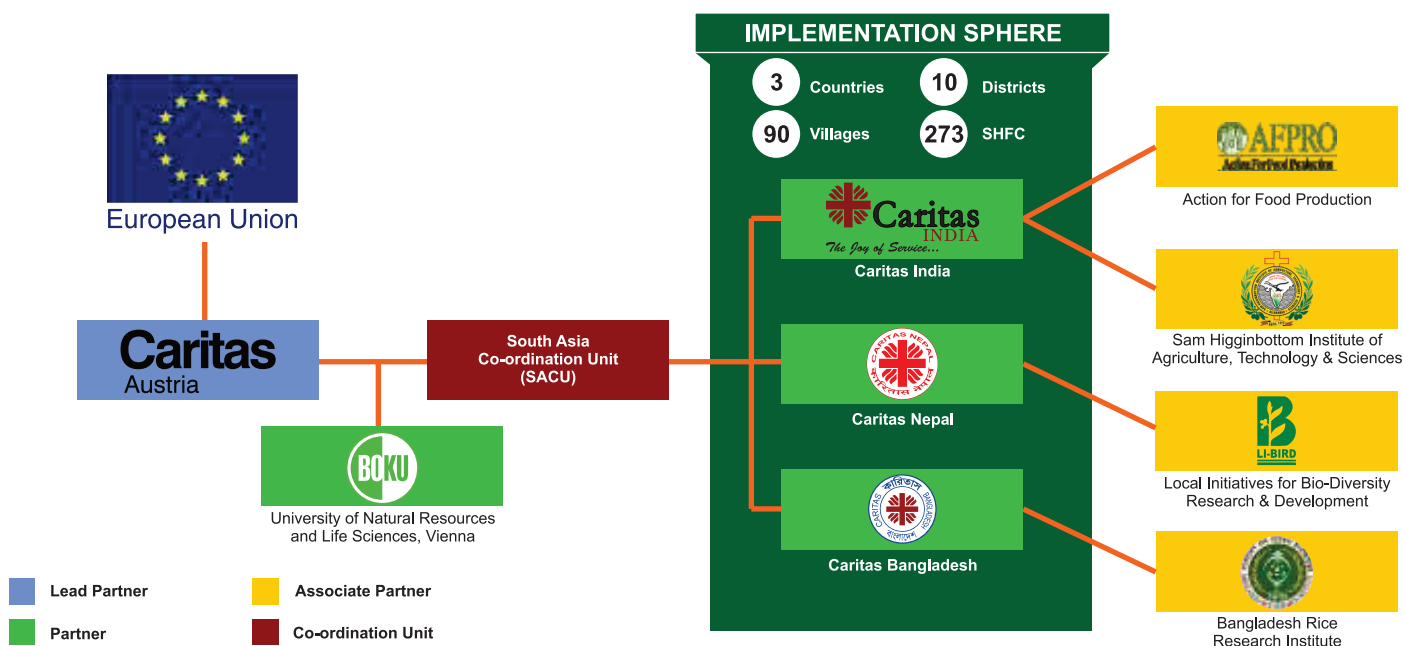 IMPLEMENTATION SPHERE
3 Countries
10 Districts
90 Villages
273 SHFC
European Union
Caritas
Austria
South Asia
Co-ordination Unit
(SACU)
BOKU
University of Natural Resources
and Life Sciences, Vienna
Caritas
INDIA
The Joy of Service...
Caritas India
CARITAS NEPAL
कारितास नेपाल
Caritas Nepal
কারিতাস
CARITAS
BANGLADESH
বাংলাদেশ
Caritas Bangladesh
AFPRO
Action For Food Production
Action for Food Production
Sam Higginbottom Institute of
Agriculture, Technology & Sciences
LI-BIRD
Local Initiatives for Bio-Diversity
Research & Development
Bangladesh Rice
Research Institute
Lead Partner
Partner
Associate Partner
Co-ordination Unit